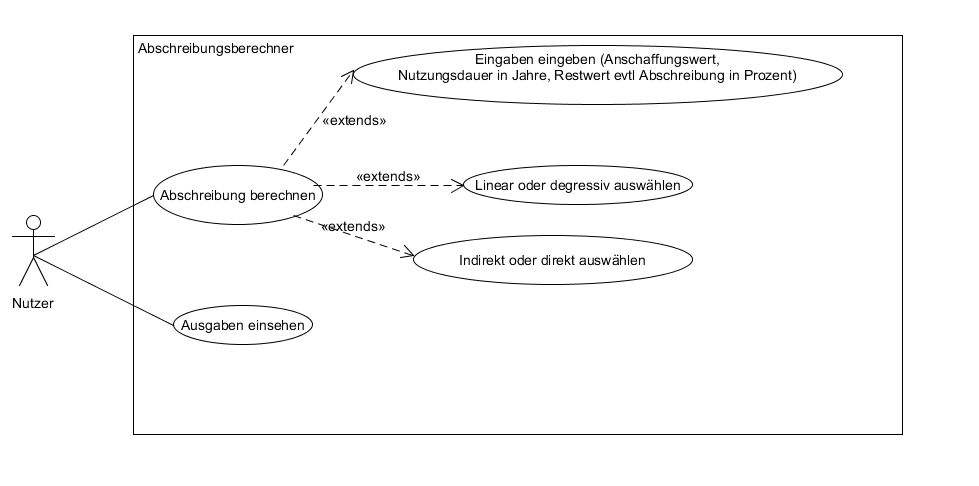 Abschreibungsberechner
Eingaben eingeben (Anschaffungswert,
Nutzungsdauer in Jahre, Restwert evtl Abschreibung in Prozent)
«extends»
«extends»
Linear oder degressiv auswählen
Abschreibung berechnen
«extends»
Indirekt oder direkt auswählen
Nutzer
Ausgaben einsehen